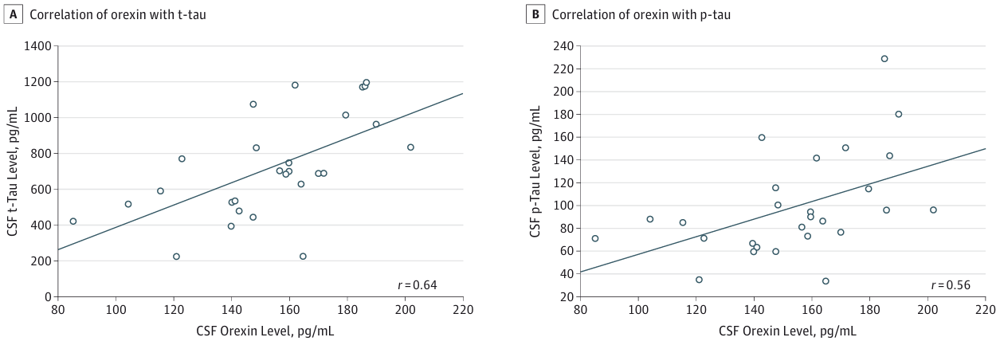 A Correlation of orexin with t-tau
1400
1200
1000
800
600
400
200
0
CSF t-Tau Level, pg/mL
r = 0.64
80 100 120 140 160 180 200 220
CSF Orexin Level, pg/mL
B Correlation of orexin with p-tau
240
220
200
180
160
140
120
100
80
60
40
20
CSF p-Tau Level, pg/mL
r = 0.56
80 100 120 140 160 180 200 220
CSF Orexin Level, pg/mL